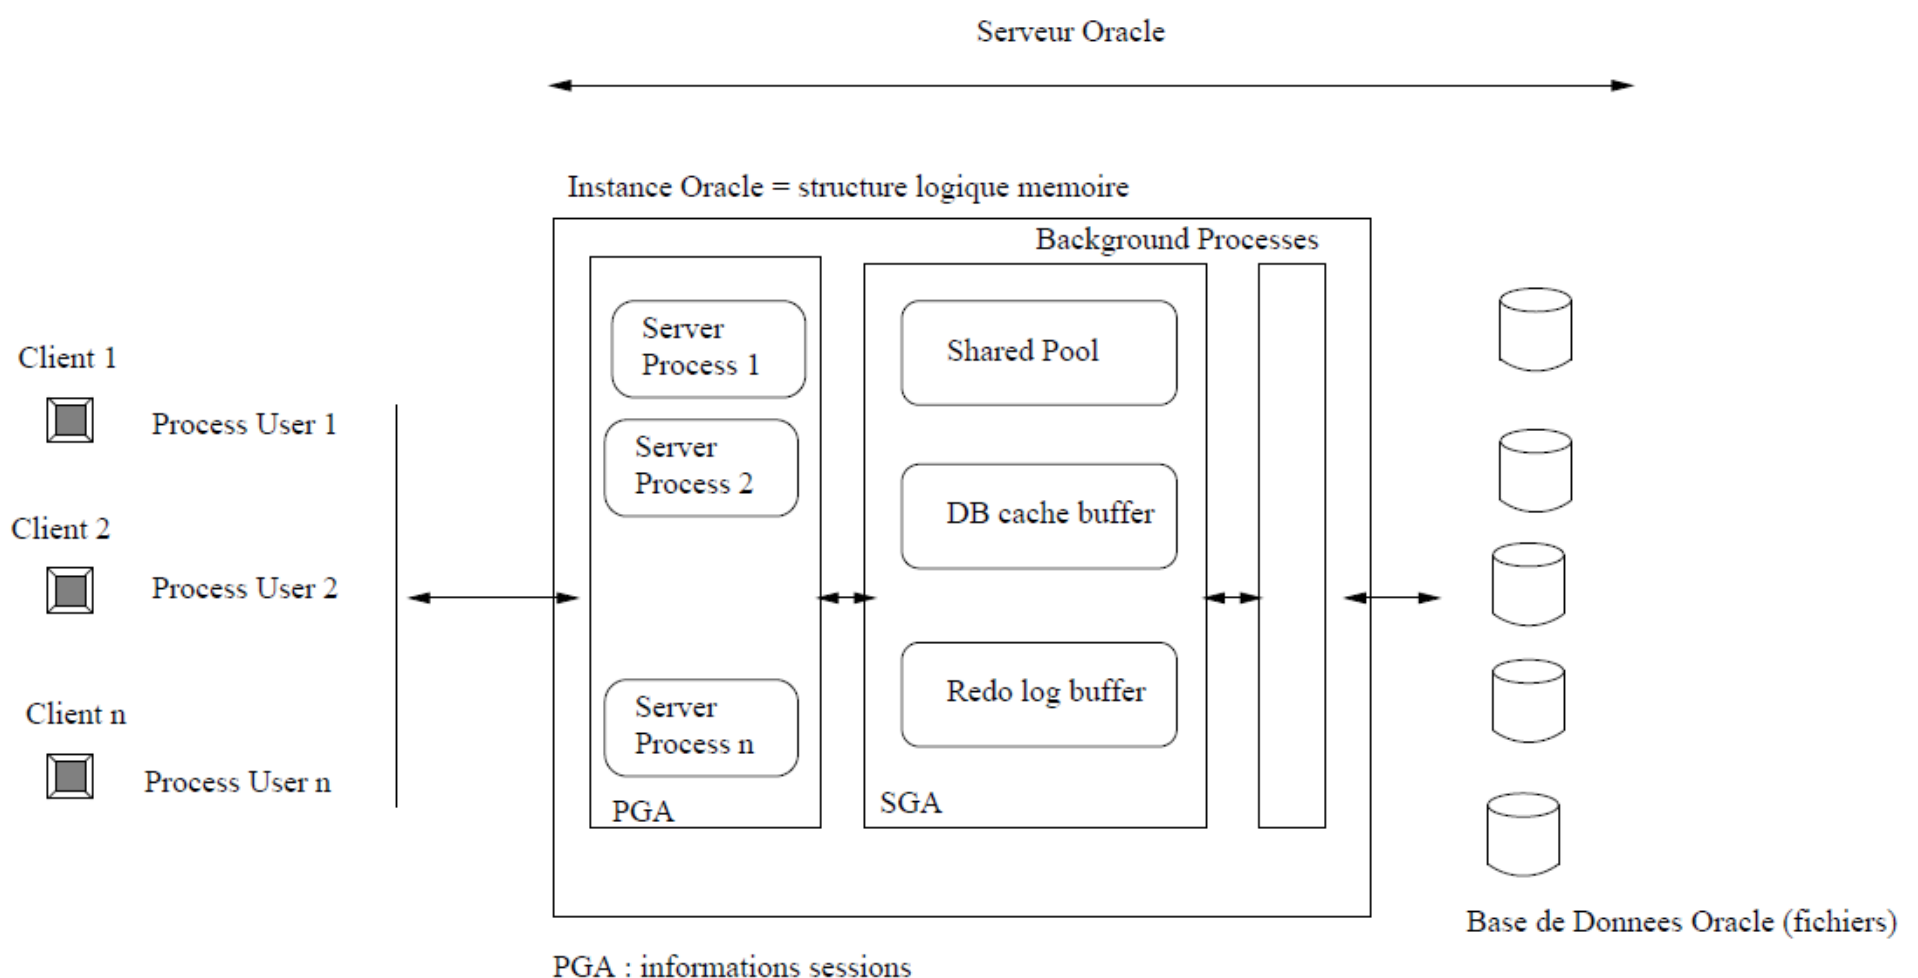 Serveur Oracle
Instance Oracle = structure logique memoire
Background Processes
Client 1
Process User 1
Client 2
Process User 2
Client n
Process User n
Server
Process 1
Server
Process 2
Server
Process n
PGA
Shared Pool
DB cache buffer
Redo log buffer
SGA
Base de Donnees Oracle (fichiers)
PGA : informations sessions